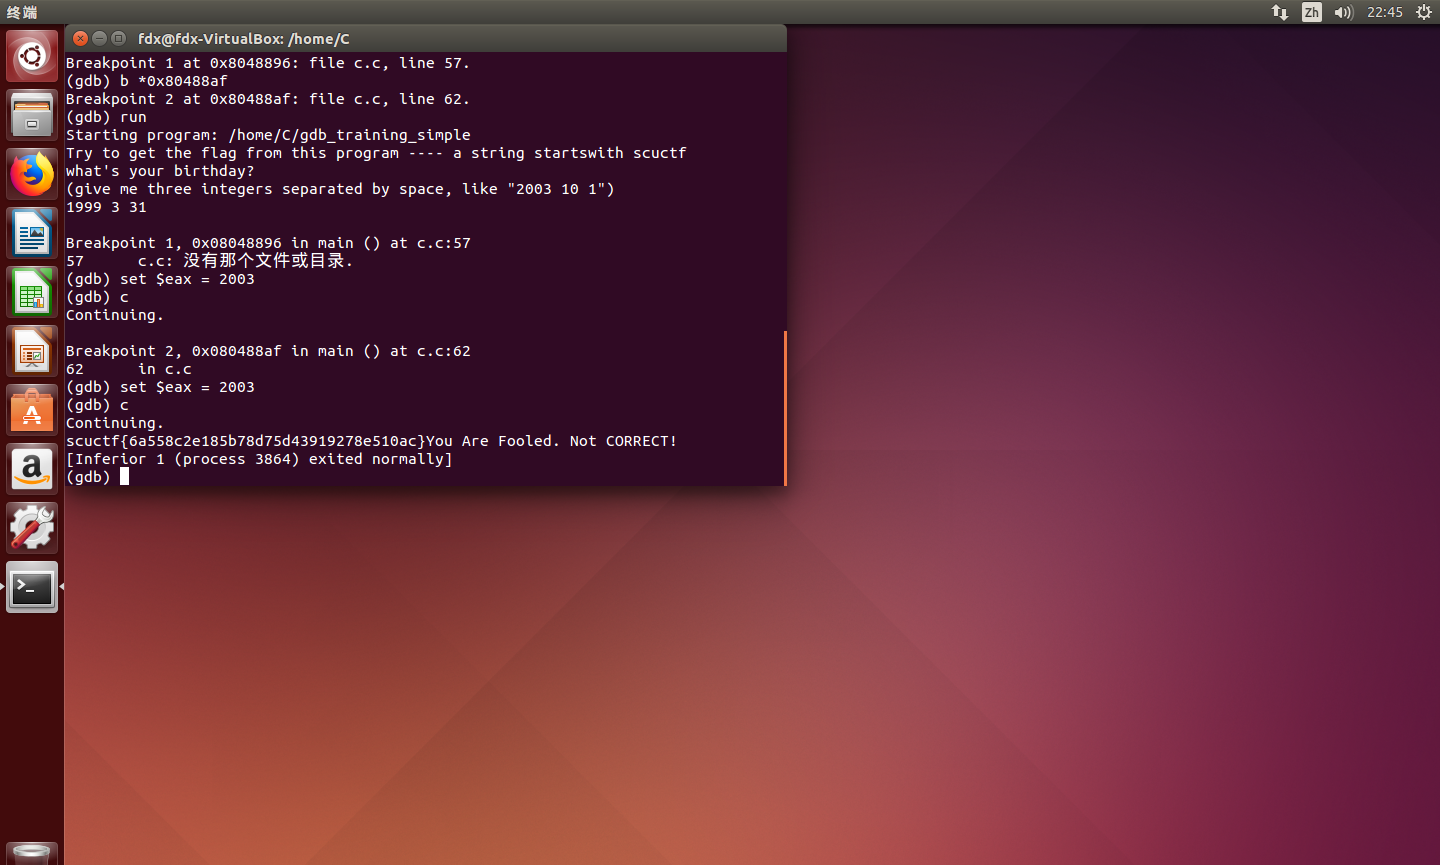 终端
Zh
22:45
fdx@fdx-VirtualBox: /home/C
Breakpoint 1 at 0x8048896: file c.c, line 57.
(gdb) b *0x80488af
Breakpoint 2 at 0x80488af: file c.c, line 62.
(gdb) run
Starting program: /home/C/gdb_training_simple
Try to get the flag from this program ---- a string startswith scuctf
what's your birthday?
(give me three integers separated by space, like "2003 10 1")
1999 3 31
Breakpoint 1, 0x08048896 in main () at c.c:57
57      c.c: 没有那个文件或目录.
(gdb) set $eax = 2003
(gdb) c
Continuing.
Breakpoint 2, 0x080488af in main () at c.c:62
62      in c.c
(gdb) set $eax = 2003
(gdb) c
Continuing.
scuctf{6a558c2e185b78d75d43919278e510ac}You Are Fooled. Not CORRECT!
[Inferior 1 (process 3864) exited normally]
(gdb)